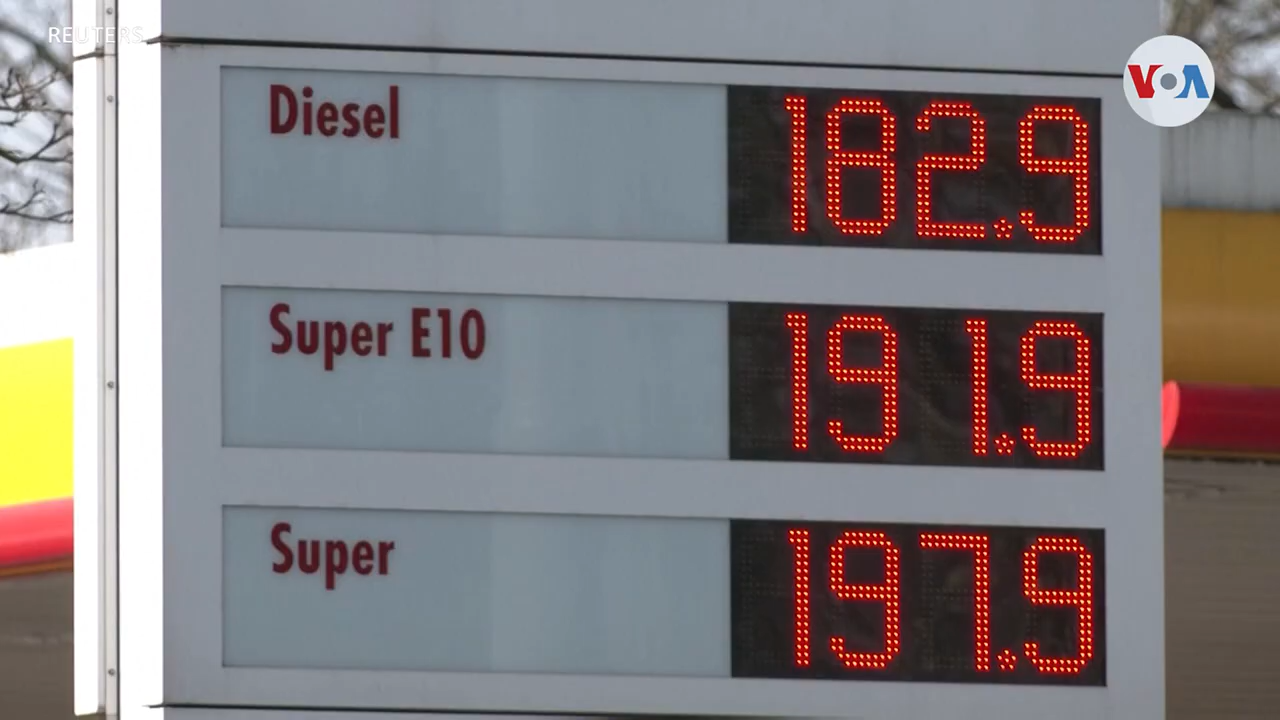 REUTERS
VOA
Diesel 182.9
Super E10 191.9
Super 197.9